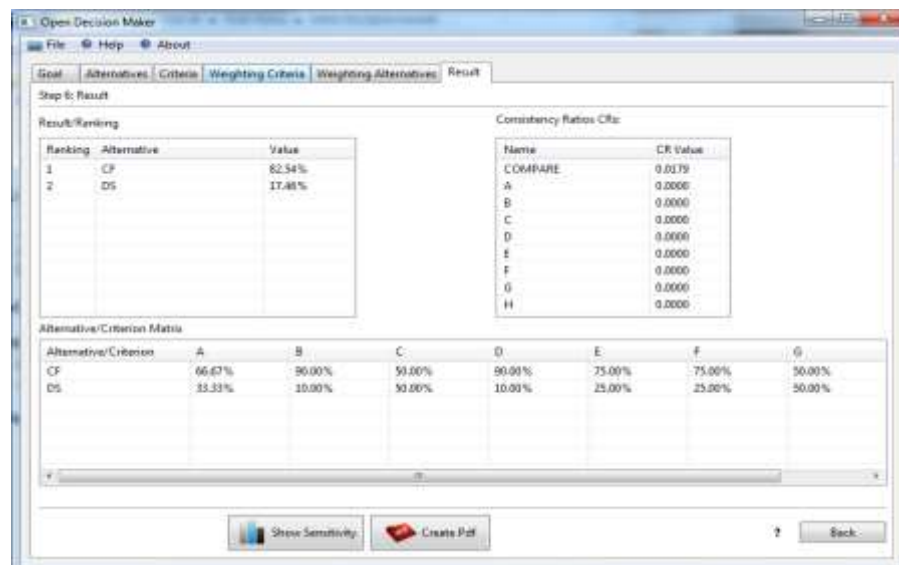 Open Decision Maker
File Help About
Goal Alternatives Criteria Weighting Criteria Weighting Alternatives Result
Step 6: Result
Result/Ranking
Ranking Alternative Value
1 CF 82.54%
2 DS 17.46%
Consistency Ratios CRs:
Name CR Value
COMPARE 0.0179
A 0.0000
B 0.0000
C 0.0000
D 0.0000
E 0.0000
F 0.0000
G 0.0000
H 0.0000
Alternative/Criterion Matrix
Alternative/Criterion A B C D E F G
CF 66.67% 90.00% 50.00% 90.00% 75.00% 75.00% 50.00%
DS 33.33% 10.00% 50.00% 10.00% 25.00% 25.00% 50.00%
Show Sensitivity Create Pdf ? Back